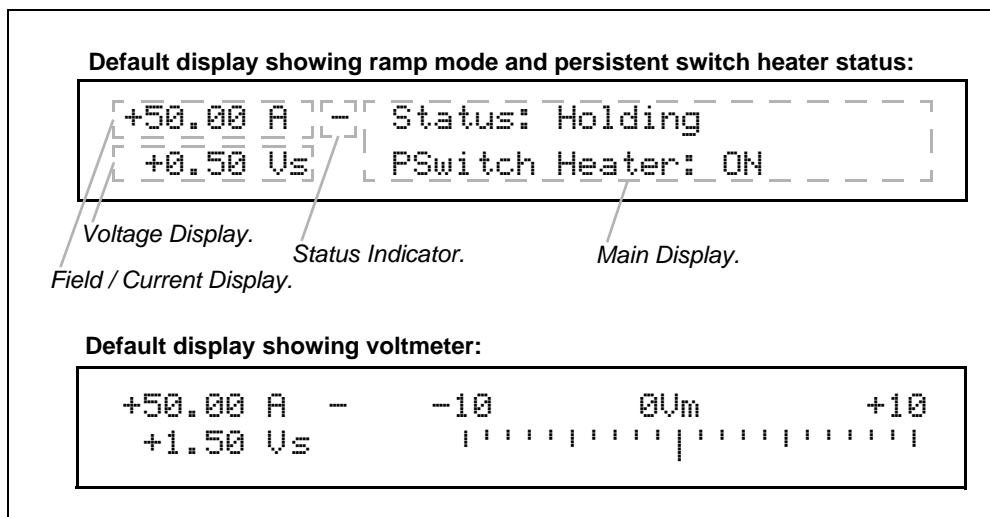 Default display showing ramp mode and persistent switch heater status:
+50.00 A - Status: Holding
+0.50 Vs PSwitch Heater: ON
Voltage Display.
Status Indicator.
Main Display.
Field / Current Display.
Default display showing voltmeter:
+50.00 A - -10 0Vm +10
+1.50 Vs